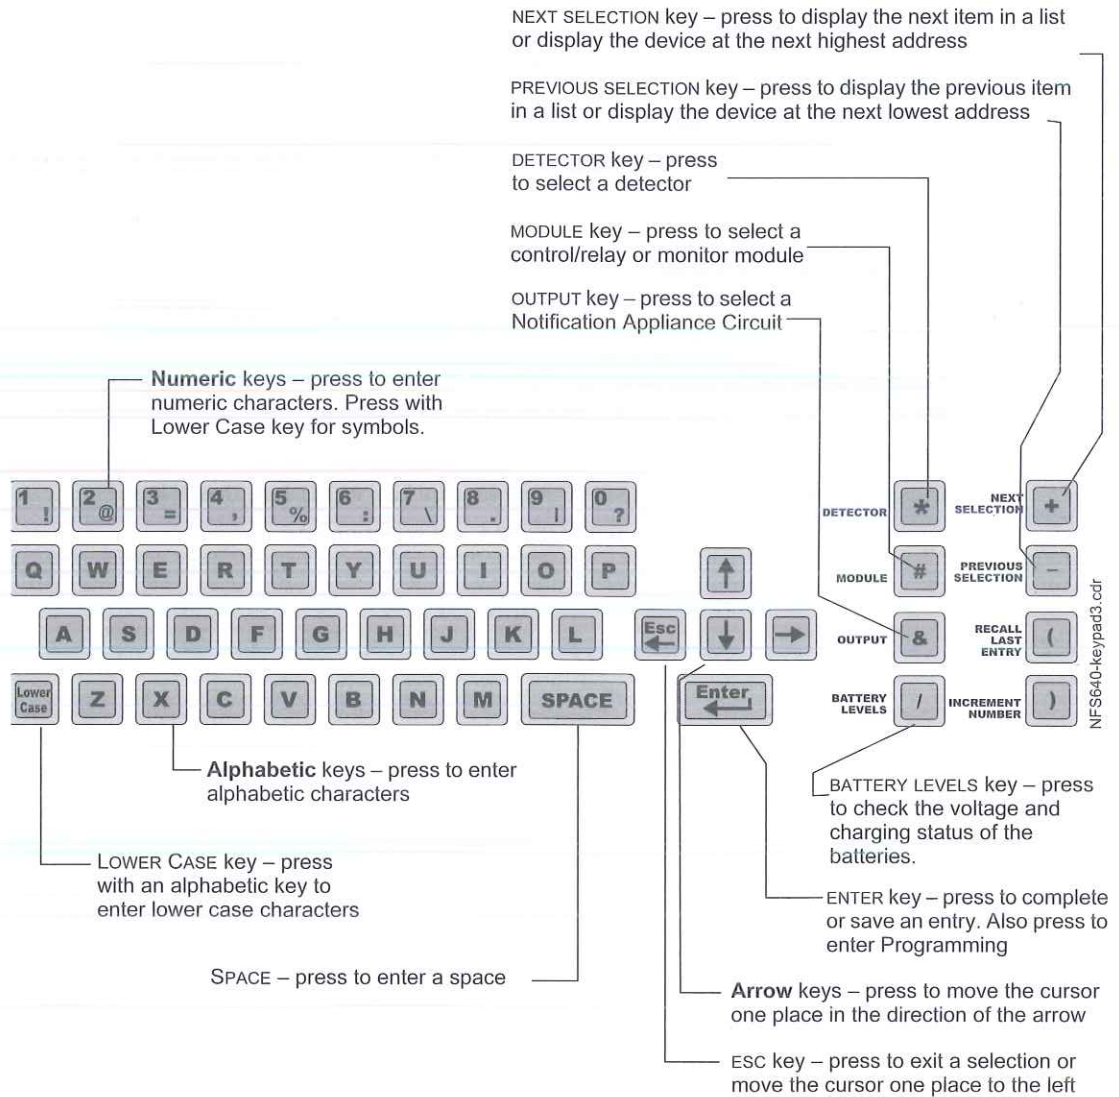 NEXT SELECTION key – press to display the next item in a list
or display the device at the next highest address
PREVIOUS SELECTION key – press to display the previous item
in a list or display the device at the next lowest address
DETECTOR key – press
to select a detector
MODULE key – press to select a
control/relay or monitor module
OUTPUT key – press to select a
Notification Appliance Circuit
Numeric keys – press to enter
numeric characters. Press with
Lower Case key for symbols.
1 ! 2 @ 3 = 4 , 5 % 6 : 7 \ 8 . 9 ¡ 0 ?
DETECTOR *
NEXT
SELECTION +
Q W E R T Y U I O P
↑
MODULE #
PREVIOUS
SELECTION –
A S D F G H J K L
Esc ← ↓ →
OUTPUT &
RECALL
LAST
ENTRY (
Lower
Case
Z X C V B N M SPACE
Enter
BATTERY
LEVELS /
INCREMENT
NUMBER )
NFS640-keypad3.cdr
Alphabetic keys – press to enter
alphabetic characters
BATTERY LEVELS key – press
to check the voltage and
charging status of the
batteries.
LOWER CASE key – press
with an alphabetic key to
enter lower case characters
ENTER key – press to complete
or save an entry. Also press to
enter Programming
SPACE – press to enter a space
Arrow keys – press to move the cursor
one place in the direction of the arrow
ESC key – press to exit a selection or
move the cursor one place to the left